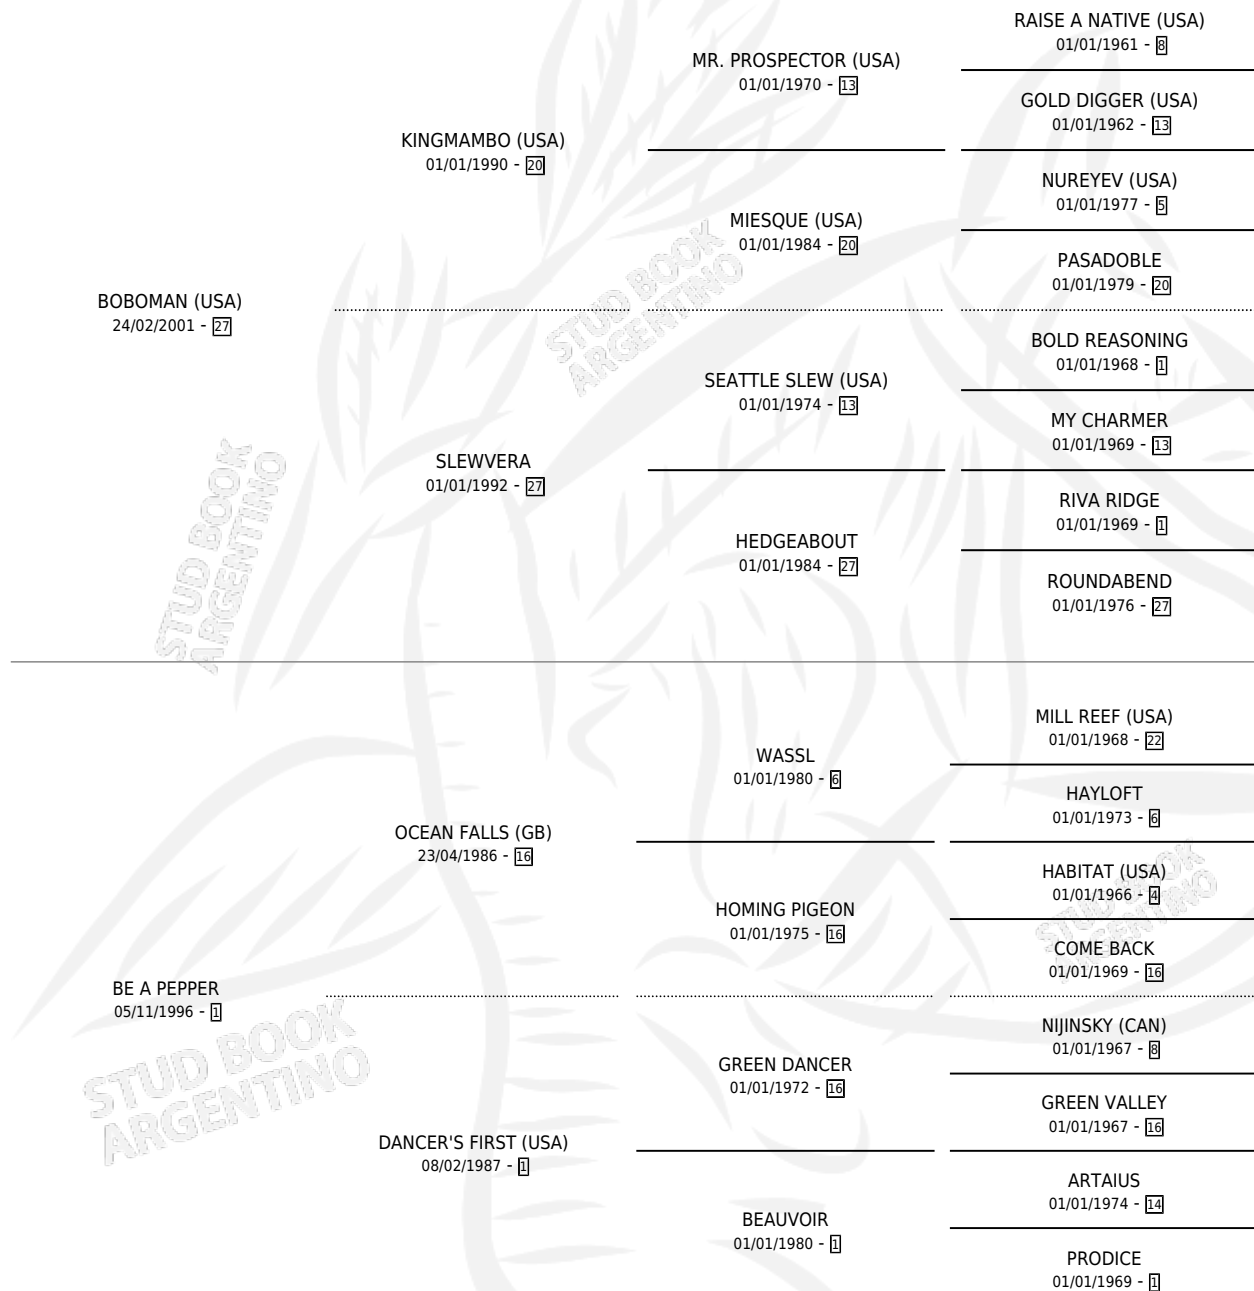 RAISE A NATIVE (USA)
01/01/1961 - 8
MR. PROSPECTOR (USA)
01/01/1970 - 13
GOLD DIGGER (USA)
01/01/1962 - 13
KINGMAMBO (USA)
01/01/1990 - 20
NUREYEV (USA)
01/01/1977 - 5
MIESQUE (USA)
01/01/1984 - 20
PASADOBLE
01/01/1979 - 20
BOBOMAN (USA)
24/02/2001 - 27
BOLD REASONING
01/01/1968 - 1
SEATTLE SLEW (USA)
01/01/1974 - 13
MY CHARMER
01/01/1969 - 13
SLEWVERA
01/01/1992 - 27
RIVA RIDGE
01/01/1969 - 1
HEDGEABOUT
01/01/1984 - 27
ROUNDABEND
01/01/1976 - 27
MILL REEF (USA)
01/01/1968 - 22
WASSL
01/01/1980 - 6
HAYLOFT
01/01/1973 - 6
OCEAN FALLS (GB)
23/04/1986 - 16
HABITAT (USA)
01/01/1966 - 4
HOMING PIGEON
01/01/1975 - 16
COME BACK
01/01/1969 - 16
BE A PEPPER
05/11/1996 - 1
NIJINSKY (CAN)
01/01/1967 - 8
GREEN DANCER
01/01/1972 - 16
GREEN VALLEY
01/01/1967 - 16
DANCER'S FIRST (USA)
08/02/1987 - 1
ARTAIUS
01/01/1974 - 14
BEAUVOIR
01/01/1980 - 1
PRODICE
01/01/1969 - 1
STUD BOOK
ARGENTINO
STUD BOOK
ARGENTINO
STUD BOOK
ARGENTINO
STUD BOOK
ARGENTINO